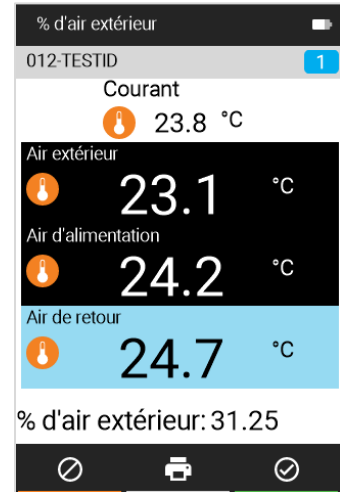 % d'air extérieur
012-TESTID 1
Courant
23.8 °C
Air extérieur
23.1 °C
Air d'alimentation
24.2 °C
Air de retour
24.7 °C
% d'air extérieur: 31.25